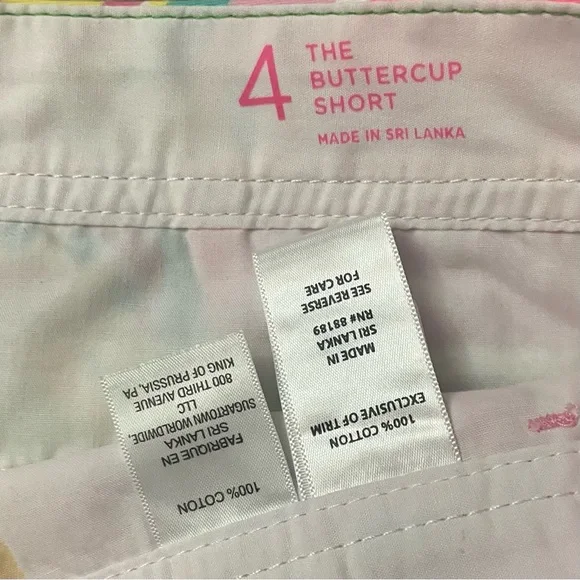 4
THE
BUTTERCUP
SHORT
MADE IN SRI LANKA
100% COTTON
EXCLUSIVE OF TRIM
MADE IN
SRI LANKA
RN# 88189
SEE REVERSE
FOR CARE
100% COTON
FABRIQUE EN
SRI LANKA
SUGARTOWN WORLDWIDE,
LLC
800 THIRD AVENUE
KING OF PRUSSIA, PA